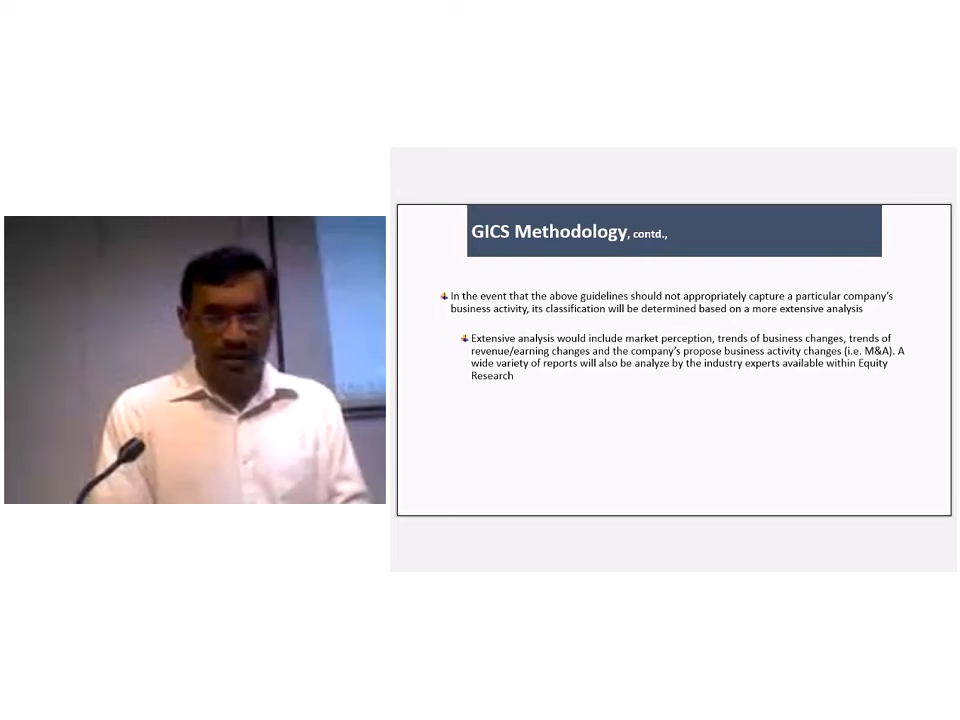 GICS Methodology, contd.,
In the event that the above guidelines should not appropriately capture a particular company's
business activity, its classification will be determined based on a more extensive analysis
Extensive analysis would include market perception, trends of business changes, trends of
revenue/earning changes and the company's propose business activity changes (i.e. M&A). A
wide variety of reports will also be analyze by the industry experts available within Equity
Research